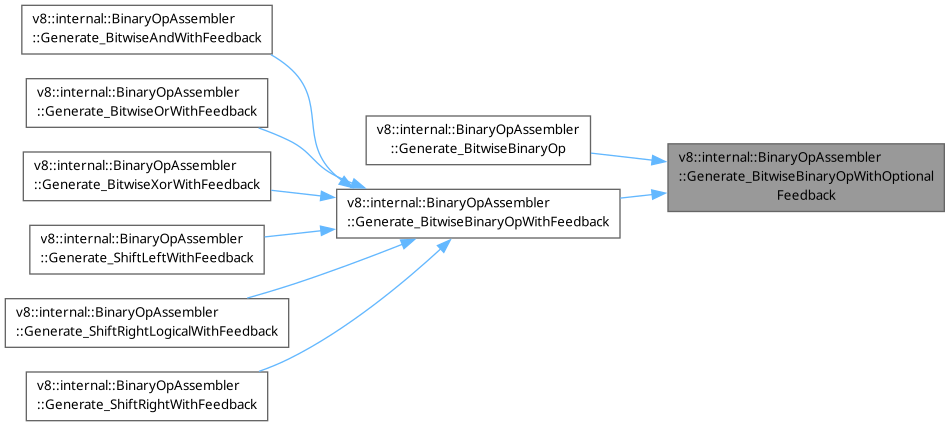 v8::internal::BinaryOpAssembler
::Generate_BitwiseAndWithFeedback
v8::internal::BinaryOpAssembler
::Generate_BitwiseOrWithFeedback
v8::internal::BinaryOpAssembler
::Generate_BitwiseXorWithFeedback
v8::internal::BinaryOpAssembler
::Generate_ShiftLeftWithFeedback
v8::internal::BinaryOpAssembler
::Generate_ShiftRightLogicalWithFeedback
v8::internal::BinaryOpAssembler
::Generate_ShiftRightWithFeedback
v8::internal::BinaryOpAssembler
::Generate_BitwiseBinaryOp
v8::internal::BinaryOpAssembler
::Generate_BitwiseBinaryOpWithFeedback
v8::internal::BinaryOpAssembler
::Generate_BitwiseBinaryOpWithOptional
Feedback